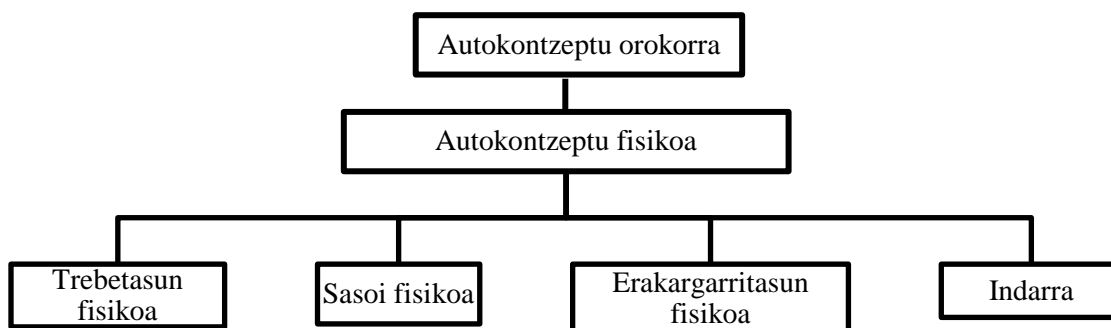 Autokontzeptu orokorra
Autokontzeptu fisikoa
Trebetasun
fisikoa
Sasoi fisikoa
Erakargarritasun
fisikoa
Indarra